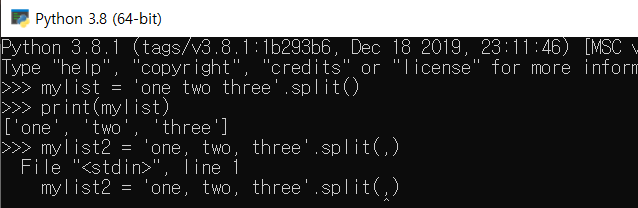 Python 3.8 (64-bit)
Python 3.8.1 (tags/v3.8.1:1b293b6, Dec 18 2019, 23:11:46) [MSC v
Type "help", "copyright", "credits" or "license" for more inform
>>> mylist = 'one two three'.split()
>>> print(mylist)
['one', 'two', 'three']
>>> mylist2 = 'one, two, three'.split(,)
  File "<stdin>", line 1
    mylist2 = 'one, two, three'.split(,)
                                      ^